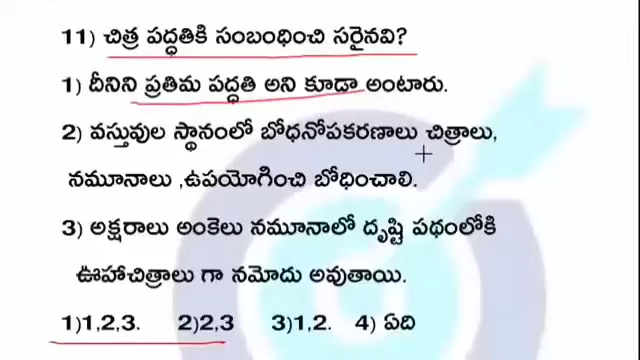 11) చిత్ర పద్ధతికి సంబంధించి సరైనవి?
1) దీనిని ప్రతిమ పద్ధతి అని కూడా అంటారు.
2) వస్తువుల స్థానంలో బోధనోపకరణాలు చిత్రాలు,
నమూనాలు ,ఉపయోగించి బోధించాలి.
3) అక్షరాలు అంకెలు నమూనాలో దృష్టి పథంలోకి
ఊహాచిత్రాలు గా నమోదు అవుతాయి.
1)1,2,3. 2)2,3 3)1,2. 4) ఏది